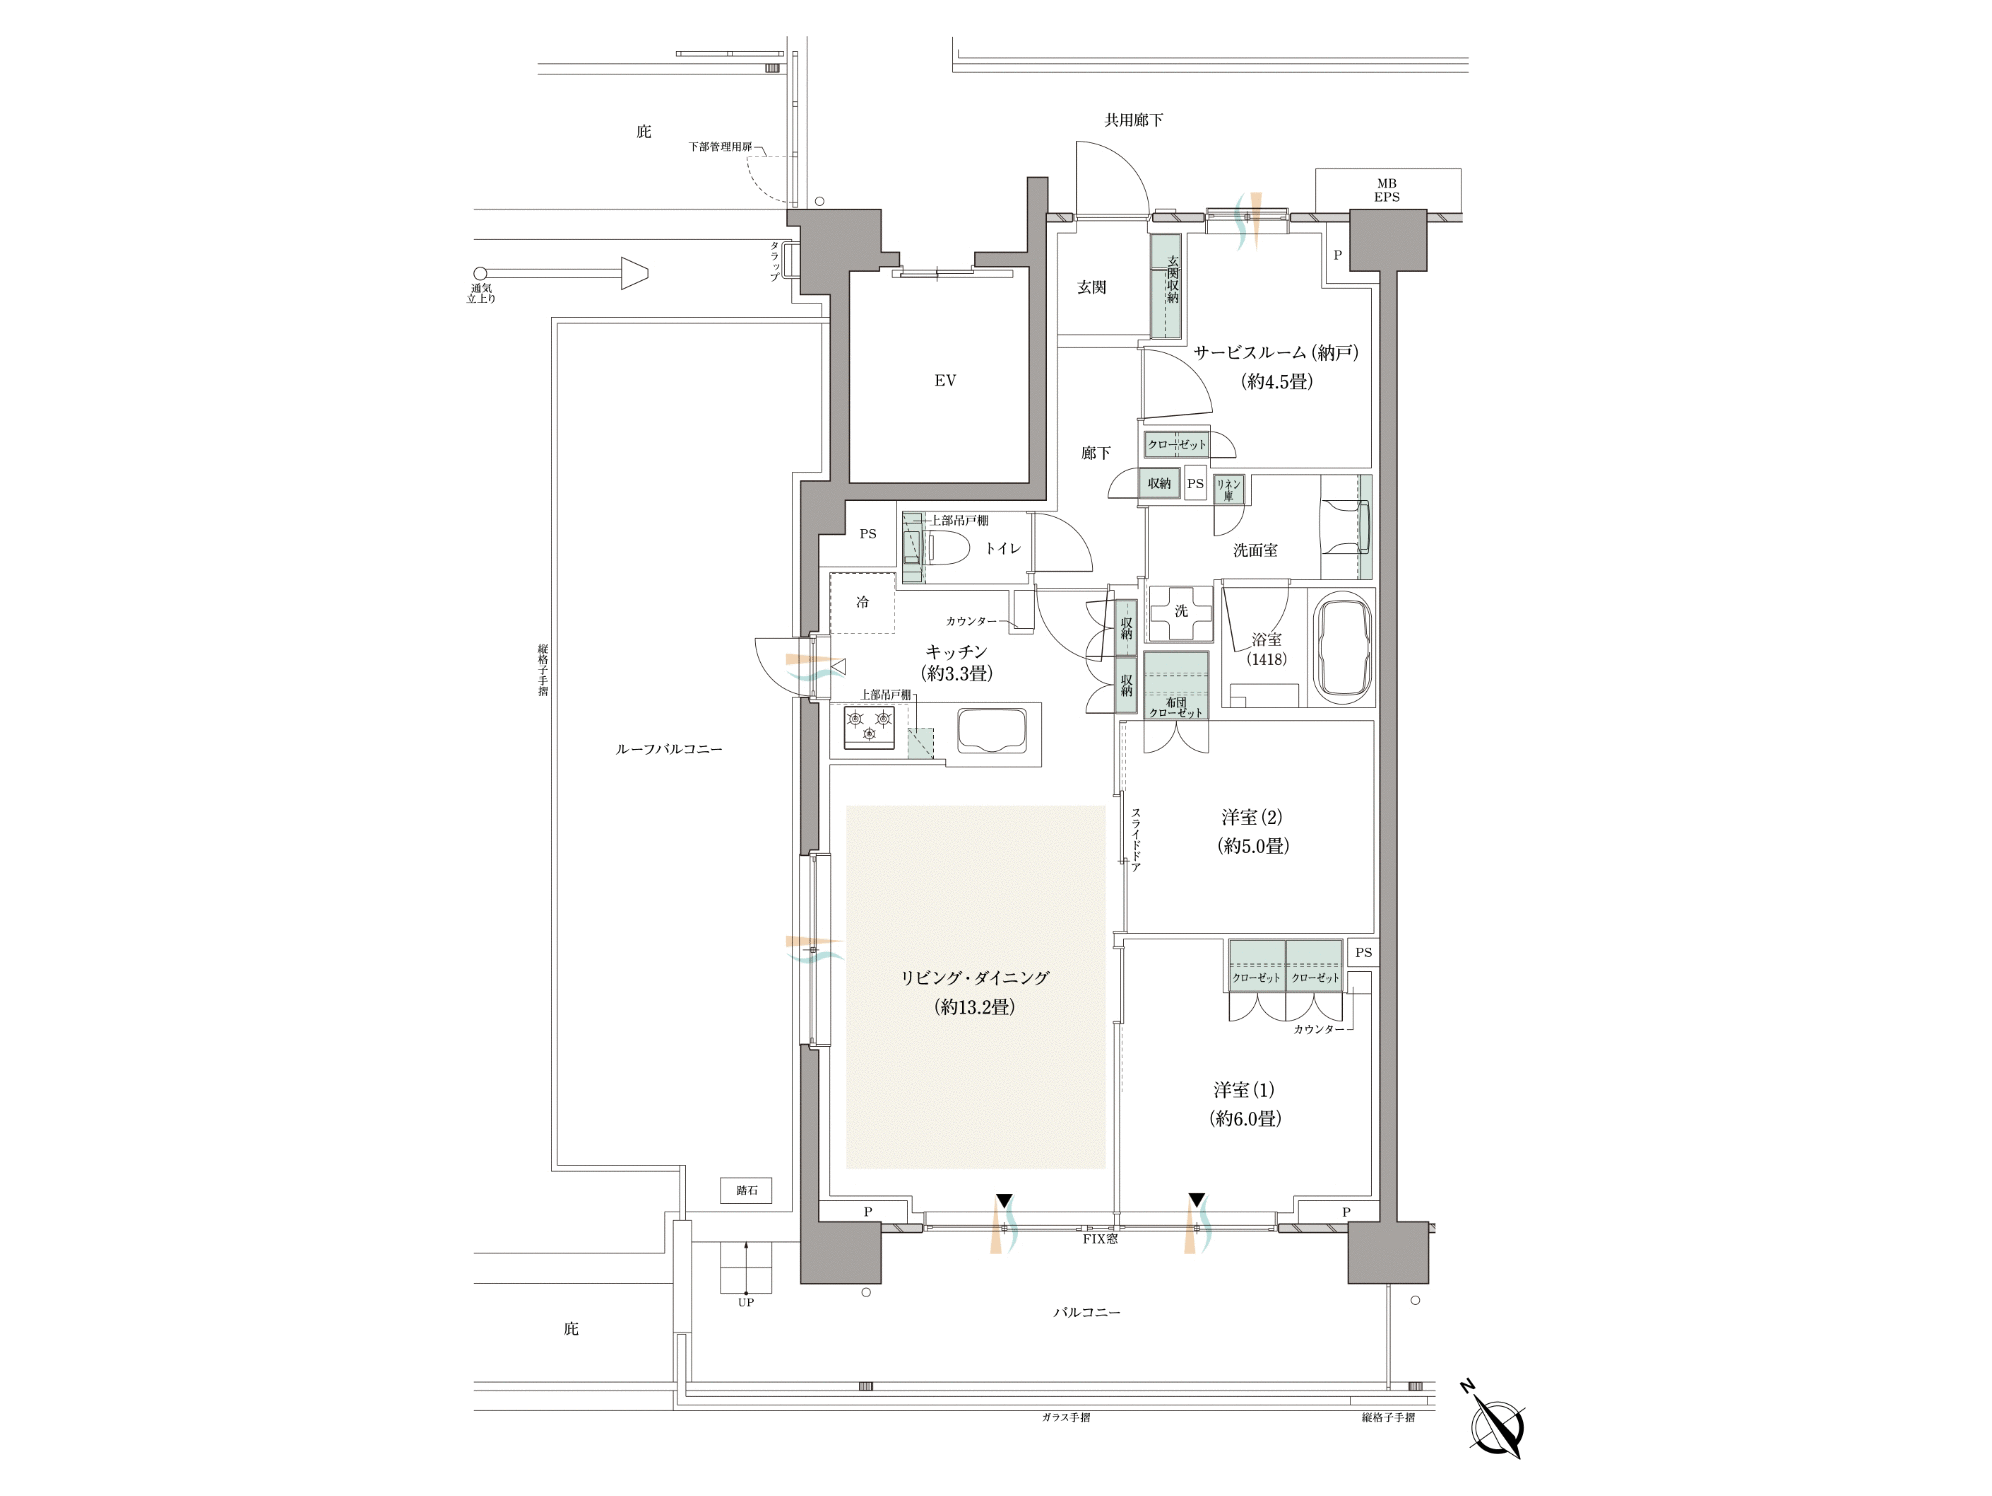 共用廊下
庇
下部管理用扉
MB
EPS
タラップ
玄関
玄関収納
P
通気
立上り
サービスルーム（納戸）
（約4.5畳）
EV
クローゼット
廊下
収納
PS
リネン
庫
上部吊戸棚
PS
トイレ
洗面室
冷
カウンター
収納
洗
浴室
（1418）
キッチン
（約3.3畳）
収納
縦格子手摺
上部吊戸棚
布団
クローゼット
ルーフバルコニー
スライドドア
洋室（2）
（約5.0畳）
PS
クローゼット
クローゼット
リビング・ダイニング
（約13.2畳）
カウンター
洋室（1）
（約6.0畳）
踏石
P
P
FIX窓
UP
バルコニー
庇
N
ガラス手摺
縦格子手摺